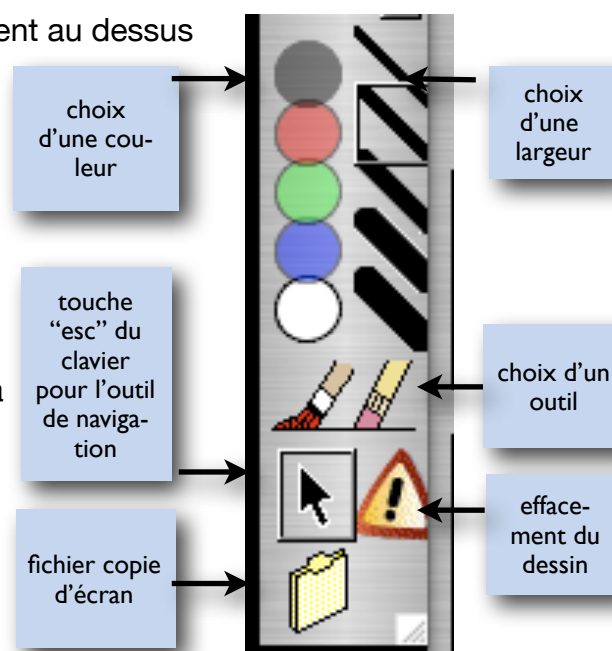 ent au dessus
choix
d'une cou-
leur
choix
d'une
largeur
touche
“esc” du
clavier
pour l'outil
de naviga-
tion
choix d'un
outil
efface-
ment du
dessin
fichier copie
d'écran